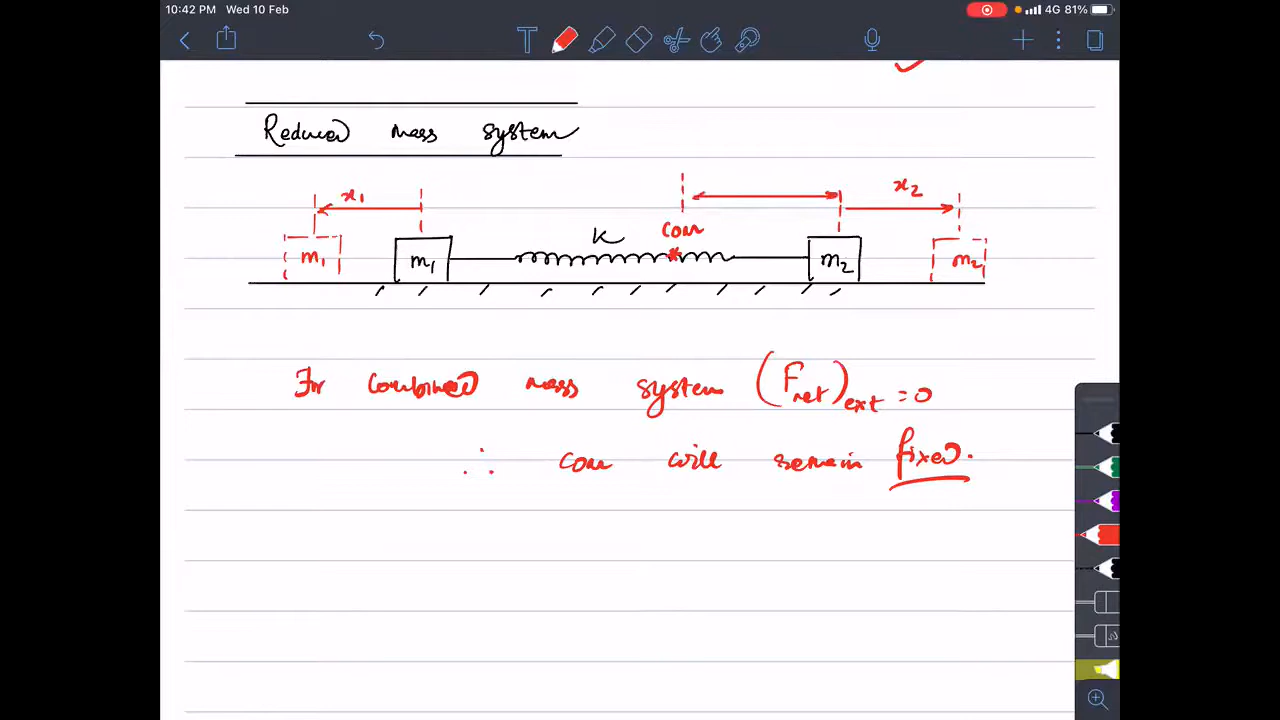 10:42 PM Wed 10 Feb 4G 81%
T
Reduced mass system
x1 x2
com
K
m1 m1 m2 m2
For combined mass system (Fnet)ext = 0
∴ com will remain fixed.